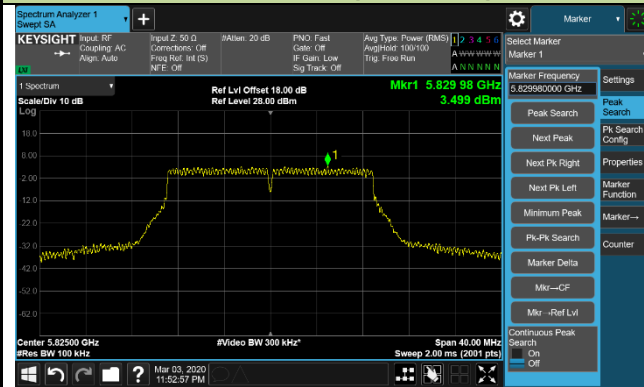 Spectrum Analyzer 1
Swept SA
Marker
KEYSIGHT Input: RF
Coupling: AC
Align: Auto
Input Z: 50 Ω
Corrections: Off
Freq Ref: Int (S)
NFE: Off
#Atten: 20 dB
PNO: Fast
Gate: Off
IF Gain: Low
Sig Track: Off
Avg Type: Power (RMS)
Avg|Hold: 100/100
Trig: Free Run
1 2 3 4 5 6
A W W W W W
A N N N N N
LXI
Select Marker
Marker 1
1 Spectrum
Scale/Div 10 dB
Log
Ref Lvl Offset 18.00 dB
Ref Level 28.00 dBm
Mkr1 5.829 98 GHz
3.499 dBm
18.0
8.00
2.00
-12.0
-22.0
-32.0
-42.0
-52.0
-62.0
1
Center 5.82500 GHz
#Res BW 100 kHz
#Video BW 300 kHz*
Span 40.00 MHz
Sweep 2.00 ms (2001 pts)
Marker Frequency
5.829980000 GHz
Peak Search
Next Peak
Next Pk Right
Next Pk Left
Minimum Peak
Pk-Pk Search
Marker Delta
Mkr→CF
Mkr→Ref Lvl
Continuous Peak
Search
On
Off
Settings
Peak
Search
Pk Search
Config
Properties
Marker
Function
Marker→
Counter
Mar 03, 2020
11:52:57 PM